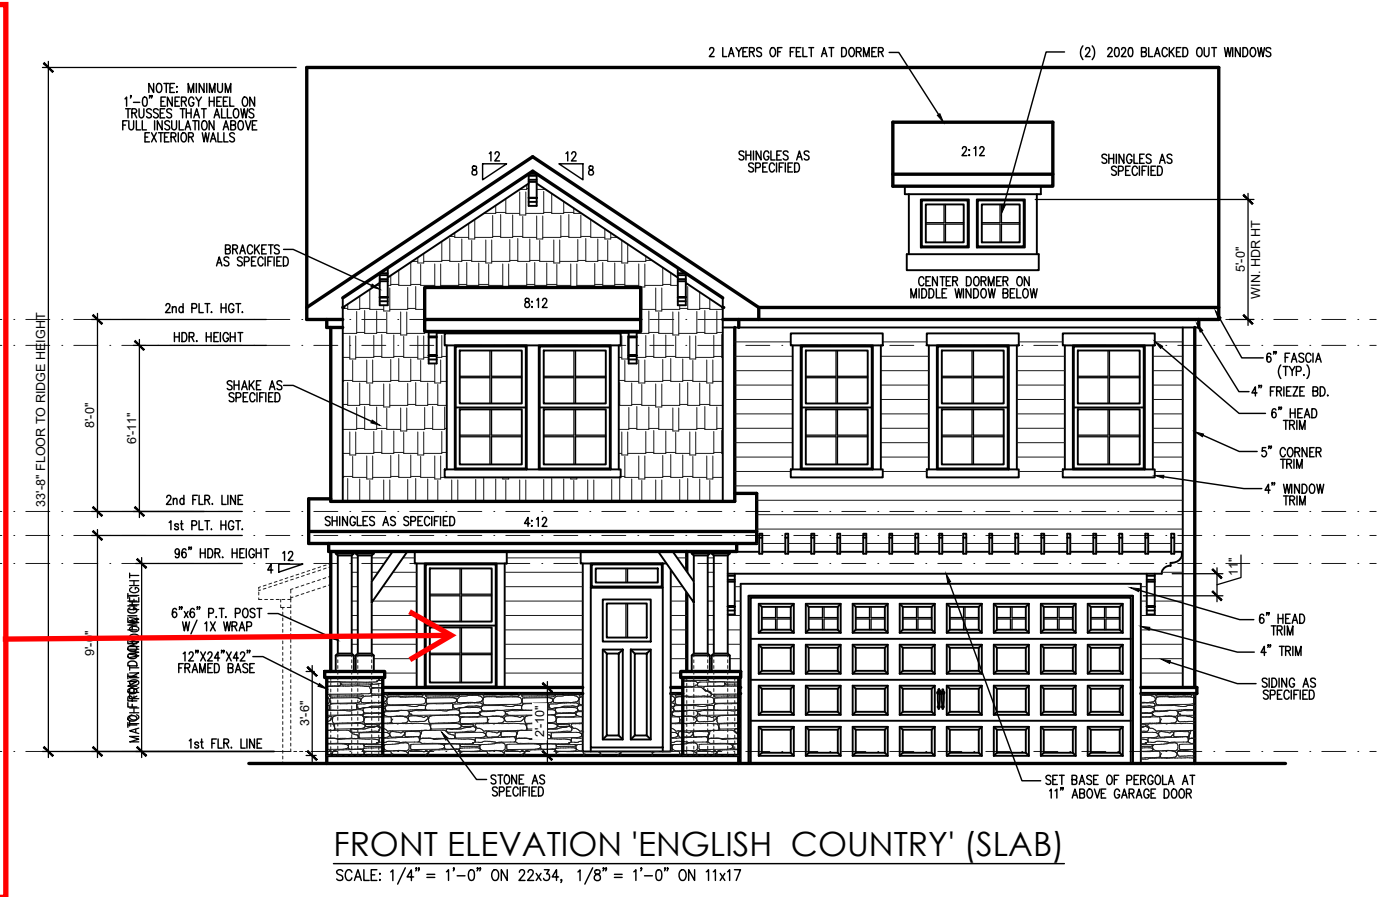 2 LAYERS OF FELT AT DORMER
(2) 2020 BLACKED OUT WINDOWS
NOTE: MINIMUM
1'-0" ENERGY HEEL ON
TRUSSES THAT ALLOWS
FULL INSULATION ABOVE
EXTERIOR WALLS
12
8
12
8
SHINGLES AS
SPECIFIED
2:12
SHINGLES AS
SPECIFIED
BRACKETS
AS SPECIFIED
5'-0"
WIN. HDR HT
CENTER DORMER ON
MIDDLE WINDOW BELOW
8:12
2nd PLT. HGT.
HDR. HEIGHT
33'-8" FLOOR TO RIDGE HEIGHT
8'-0"
6'-11"
SHAKE AS
SPECIFIED
6" FASCIA
(TYP.)
4" FRIEZE BD.
6" HEAD
TRIM
5" CORNER
TRIM
4" WINDOW
TRIM
2nd FLR. LINE
1st PLT. HGT.
SHINGLES AS SPECIFIED
4:12
96" HDR. HEIGHT
12
4
11"
6"x6" P.T. POST
W/ 1X WRAP
12"X24"X42"
FRAMED BASE
3'-6"
2'-10"
6" HEAD
TRIM
4" TRIM
SIDING AS
SPECIFIED
1st FLR. LINE
STONE AS
SPECIFIED
SET BASE OF PERGOLA AT
11" ABOVE GARAGE DOOR
FRONT ELEVATION 'ENGLISH COUNTRY' (SLAB)
SCALE: 1/4" = 1'-0" ON 22x34, 1/8" = 1'-0" ON 11x17